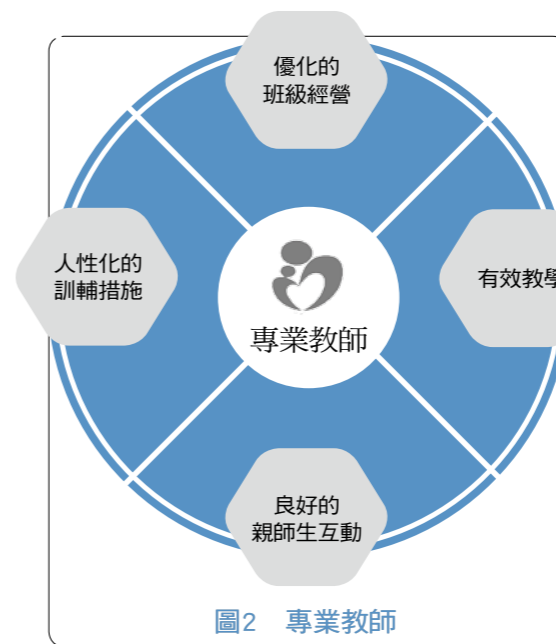 優化的
班級經營
人性化的
訓輔措施
有效教學
專業教師
良好的
親師生互動
圖2 專業教師